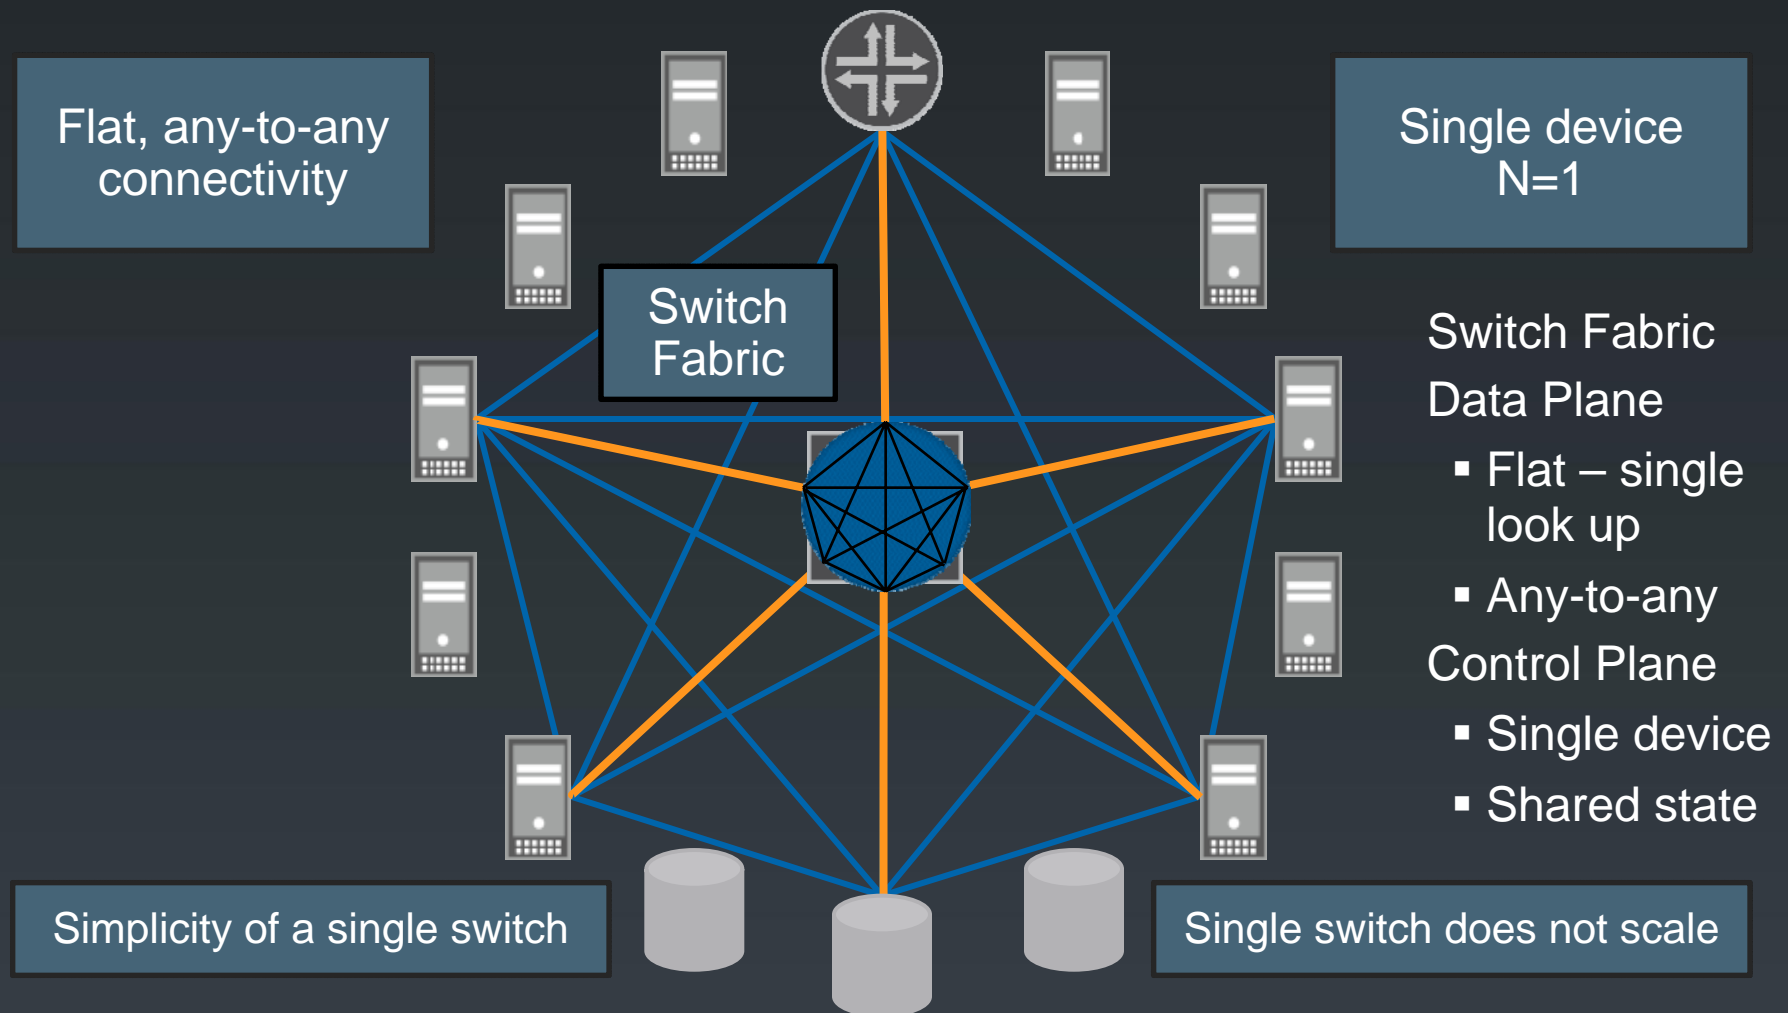 Flat, any-to-any
connectivity
Single device
N=1
Switch
Fabric
Switch Fabric
Data Plane
▪ Flat – single
look up
▪ Any-to-any
Control Plane
▪ Single device
▪ Shared state
Simplicity of a single switch
Single switch does not scale